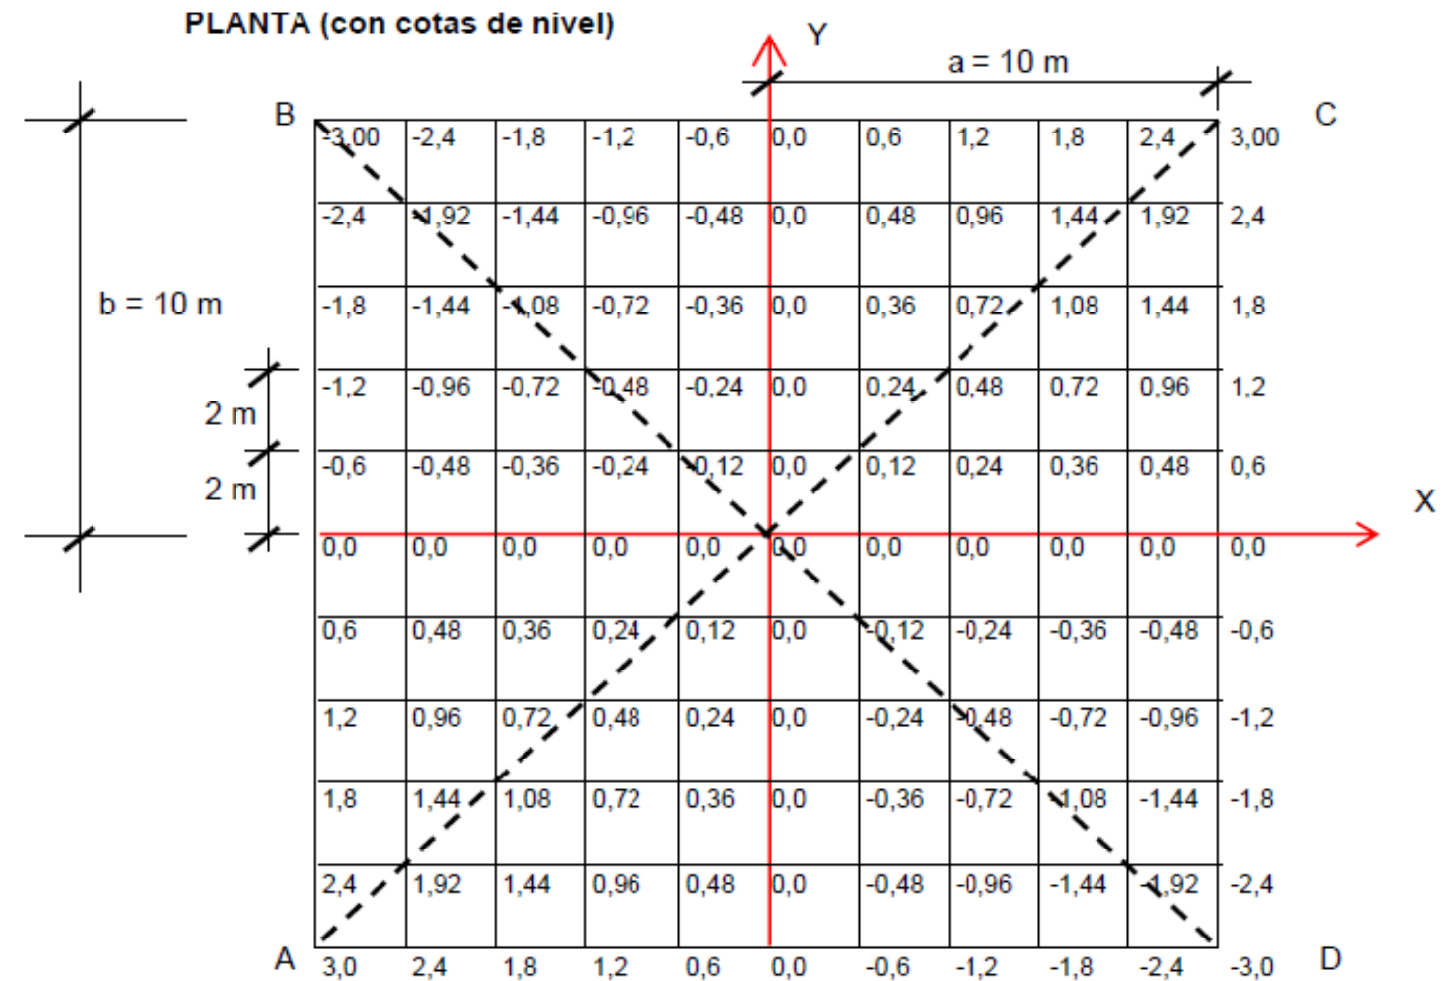 PLANTA (con cotas de nivel)
Y
a = 10 m
B
C
-3,00 -2,4 -1,8 -1,2 -0,6 0,0 0,6 1,2 1,8 2,4 3,00
-2,4 -1,92 -1,44 -0,96 -0,48 0,0 0,48 0,96 1,44 1,92 2,4
b = 10 m
-1,8 -1,44 -1,08 -0,72 -0,36 0,0 0,36 0,72 1,08 1,44 1,8
-1,2 -0,96 -0,72 -0,48 -0,24 0,0 0,24 0,48 0,72 0,96 1,2
2 m
-0,6 -0,48 -0,36 -0,24 -0,12 0,0 0,12 0,24 0,36 0,48 0,6
2 m
X
0,0 0,0 0,0 0,0 0,0 0,0 0,0 0,0 0,0 0,0 0,0
0,6 0,48 0,36 0,24 0,12 0,0 -0,12 -0,24 -0,36 -0,48 -0,6
1,2 0,96 0,72 0,48 0,24 0,0 -0,24 -0,48 -0,72 -0,96 -1,2
1,8 1,44 1,08 0,72 0,36 0,0 -0,36 -0,72 -1,08 -1,44 -1,8
2,4 1,92 1,44 0,96 0,48 0,0 -0,48 -0,96 -1,44 -1,92 -2,4
A
D
3,0 2,4 1,8 1,2 0,6 0,0 -0,6 -1,2 -1,8 -2,4 -3,0